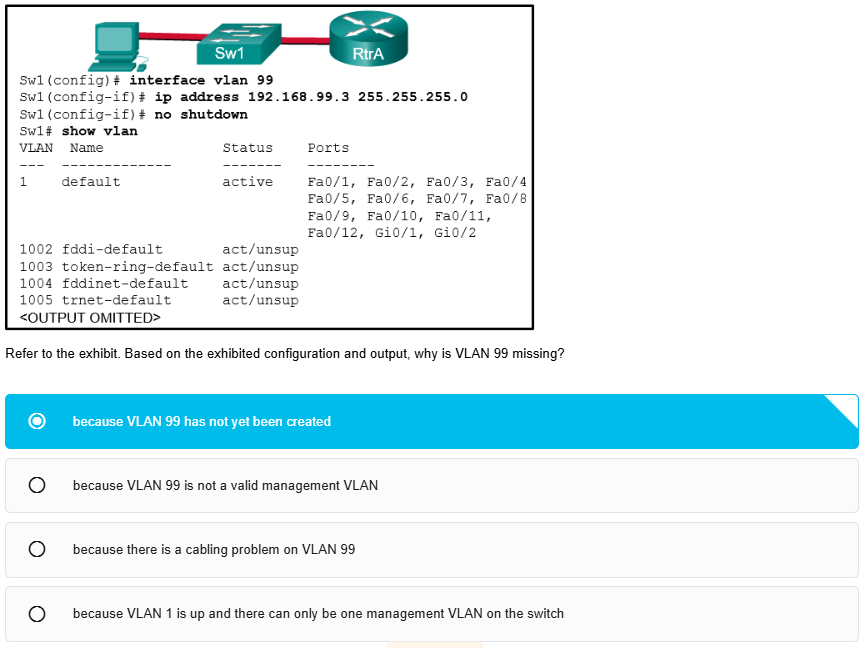 Sw1
RtrA
Sw1(config)# interface vlan 99
Sw1(config-if)# ip address 192.168.99.3 255.255.255.0
Sw1(config-if)# no shutdown
Sw1# show vlan
VLAN Name Status Ports
--- ------------- ------- --------
1 default active Fa0/1, Fa0/2, Fa0/3, Fa0/4
Fa0/5, Fa0/6, Fa0/7, Fa0/8
Fa0/9, Fa0/10, Fa0/11,
Fa0/12, Gi0/1, Gi0/2
1002 fddi-default act/unsup
1003 token-ring-default act/unsup
1004 fddinet-default act/unsup
1005 trnet-default act/unsup
<OUTPUT OMITTED>
Refer to the exhibit. Based on the exhibited configuration and output, why is VLAN 99 missing?
because VLAN 99 has not yet been created
because VLAN 99 is not a valid management VLAN
because there is a cabling problem on VLAN 99
because VLAN 1 is up and there can only be one management VLAN on the switch